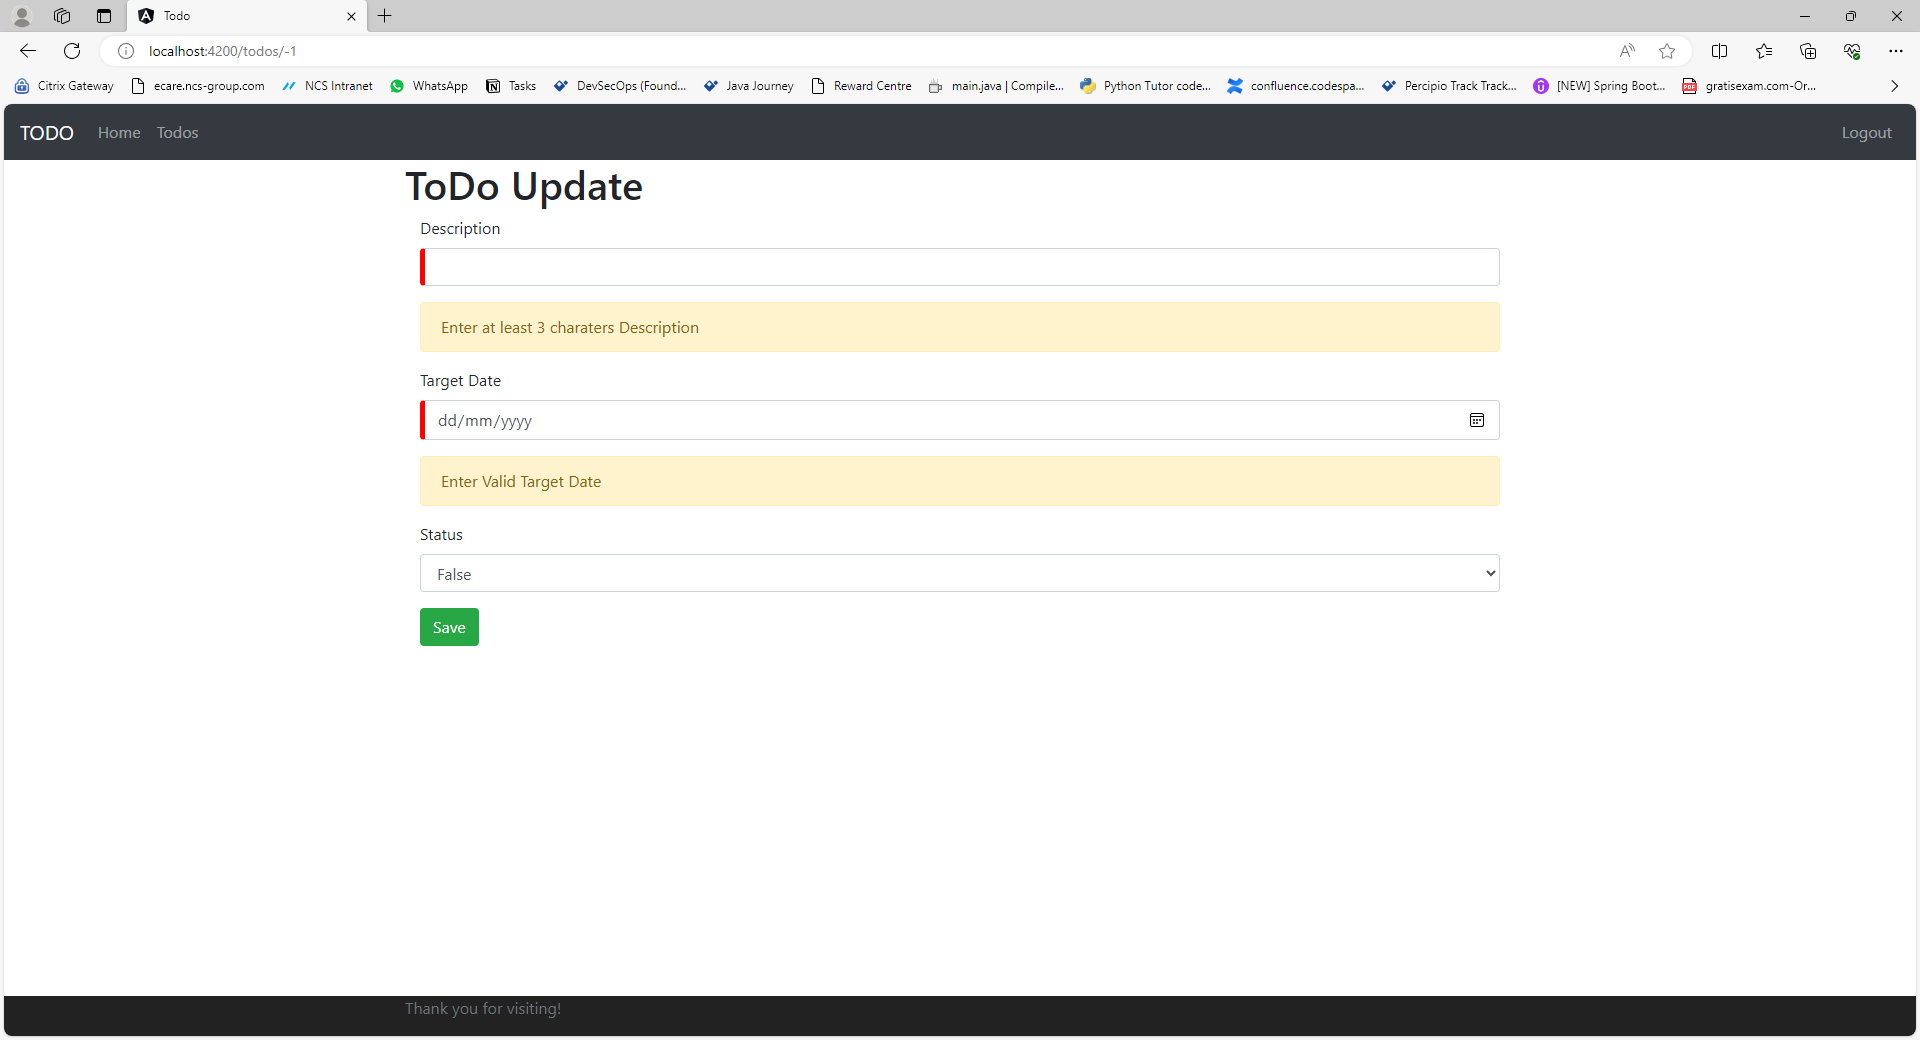 Todo
localhost:4200/todos/-1
Citrix Gateway
ecare.ncs-group.com
NCS Intranet
WhatsApp
Tasks
DevSecOps (Found...
Java Journey
Reward Centre
main.java | Compile...
Python Tutor code...
confluence.codespa...
Percipio Track Track...
[NEW] Spring Boot...
gratisexam.com-Or...
TODO Home Todos Logout
ToDo Update
Description
Enter at least 3 charaters Description
Target Date
dd/mm/yyyy
Enter Valid Target Date
Status
False
Save
Thank you for visiting!